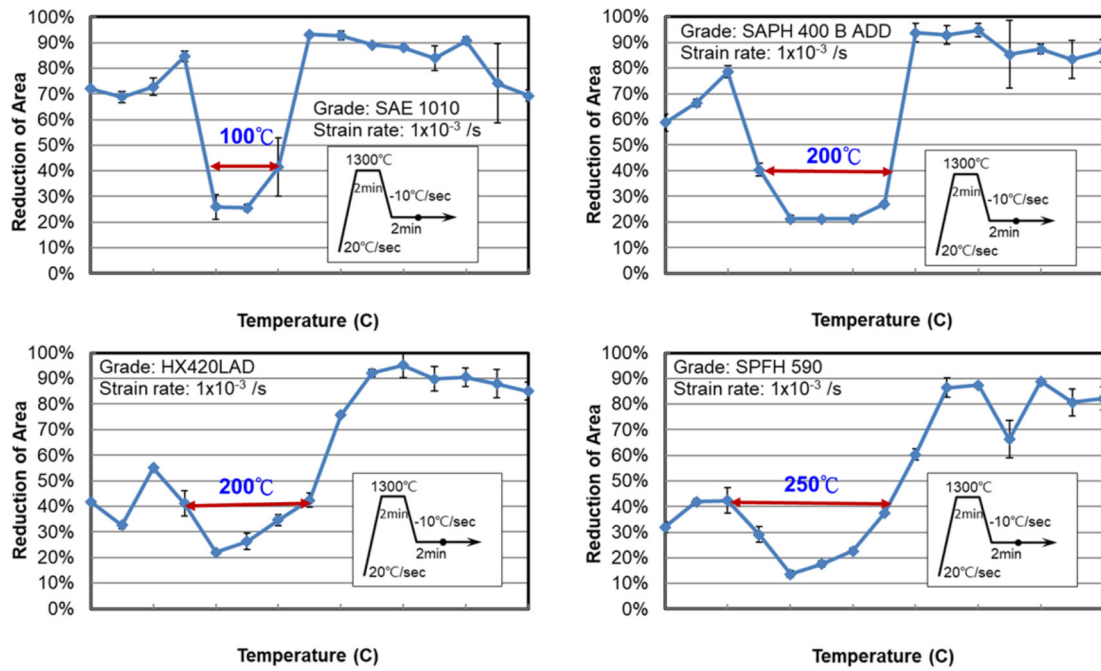 100%
90%
80%
70%
60%
50%
40%
30%
20%
10%
0%
Reduction of Area
Grade: SAE 1010
Strain rate: 1x10⁻³ /s
100℃
1300℃
2min
-10℃/sec
2min
20℃/sec
Temperature (C)
100%
90%
80%
70%
60%
50%
40%
30%
20%
10%
0%
Reduction of Area
Grade: SAPH 400 B ADD
Strain rate: 1x10⁻³ /s
200℃
1300℃
2min
-10℃/sec
2min
20℃/sec
Temperature (C)
100%
90%
80%
70%
60%
50%
40%
30%
20%
10%
0%
Reduction of Area
Grade: HX420LAD
Strain rate: 1x10⁻³ /s
200℃
1300℃
2min
-10℃/sec
2min
20℃/sec
Temperature (C)
100%
90%
80%
70%
60%
50%
40%
30%
20%
10%
0%
Reduction of Area
Grade: SPFH 590
Strain rate: 1x10⁻³ /s
250℃
1300℃
2min
-10℃/sec
2min
20℃/sec
Temperature (C)